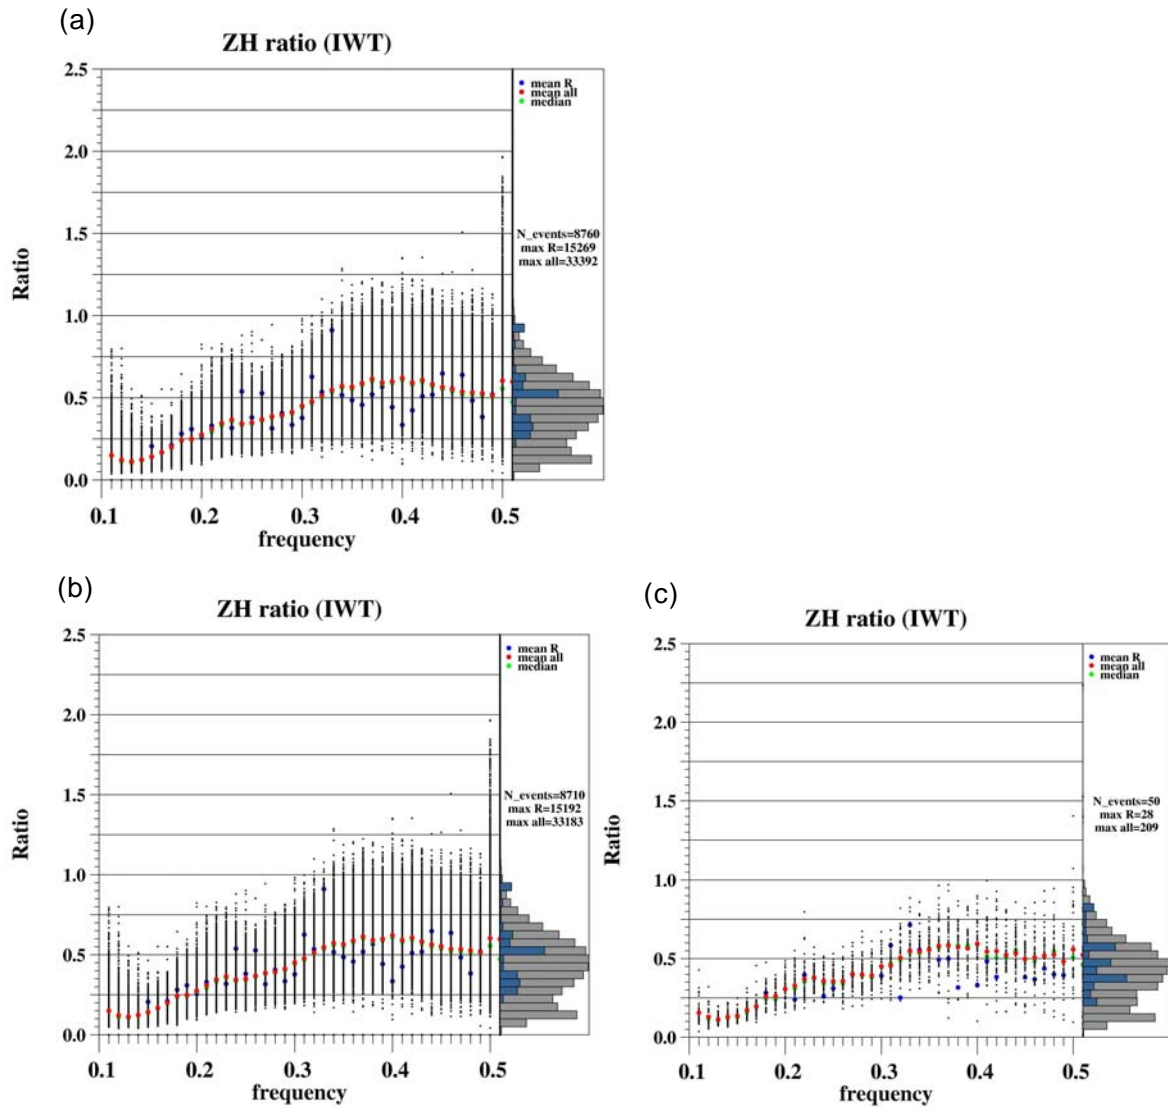 (a)
ZH ratio (IWT)
2.5
mean R
mean all
median
2.0
N_events=8760
1.5
max R=15269
max all=33392
Ratio
1.0
0.5
0.0
0.1 0.2 0.3 0.4 0.5
frequency
(b)
ZH ratio (IWT)
2.5
mean R
mean all
median
2.0
N_events=8710
1.5
max R=15192
max all=33183
Ratio
1.0
0.5
0.0
0.1 0.2 0.3 0.4 0.5
frequency
(c)
ZH ratio (IWT)
2.5
mean R
mean all
median
2.0
N_events=50
1.5
max R=28
max all=209
Ratio
1.0
0.5
0.0
0.1 0.2 0.3 0.4 0.5
frequency